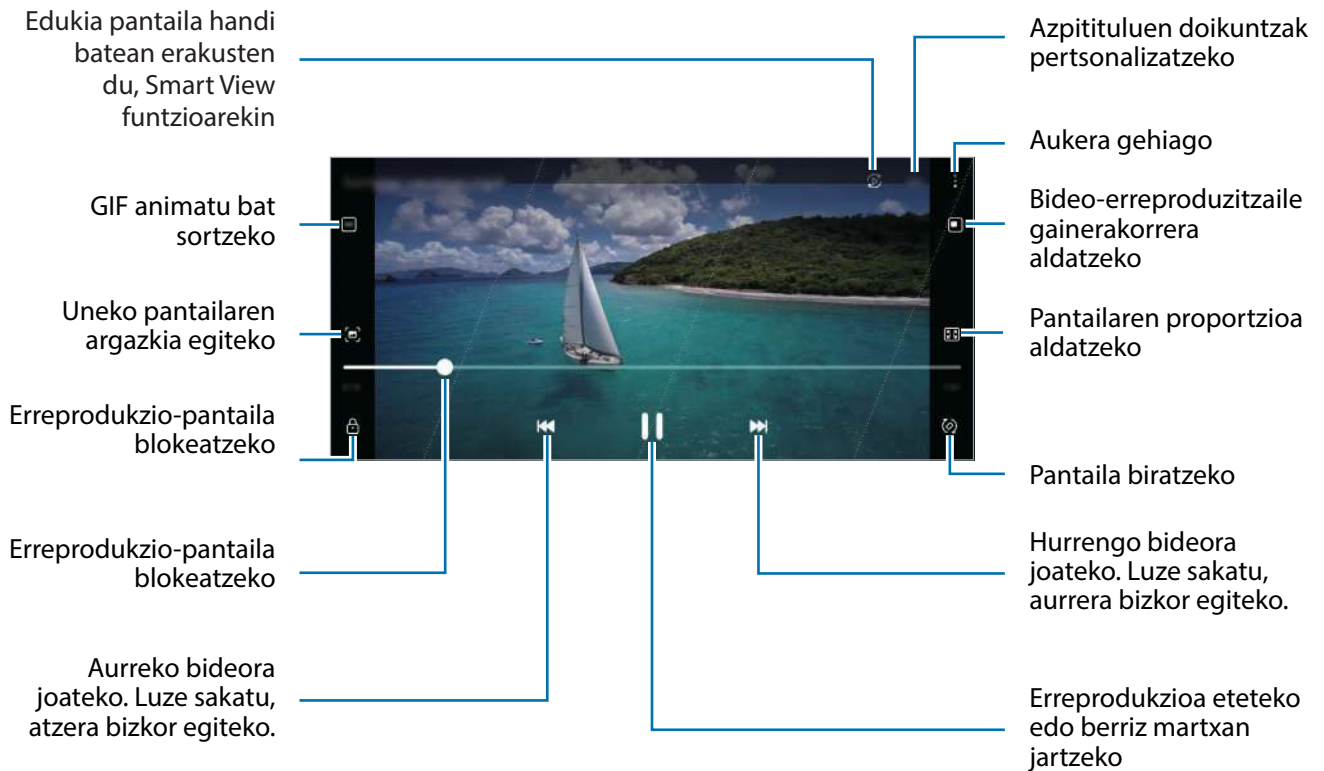 Edukia pantaila handi
batean erakusten
du, Smart View
funtzioarekin
GIF animatu bat
sortzeko
Uneko pantailaren
argazkia egiteko
Erreprodukzio-pantaila
blokeatzeko
Erreprodukzio-pantaila
blokeatzeko
Aurreko bideora
joateko. Luze sakatu,
atzera bizkor egiteko.
Azpitituluen doikuntzak
pertsonalizatzeko
Aukera gehiago
Bideo-erreproduzitzaile
gainerakorrera
aldatzeko
Pantailaren proportzioa
aldatzeko
Pantaila biratzeko
Hurrengo bideora
joateko. Luze sakatu,
aurrera bizkor egiteko.
Erreprodukzioa eteteko
edo berriz martxan
jartzeko